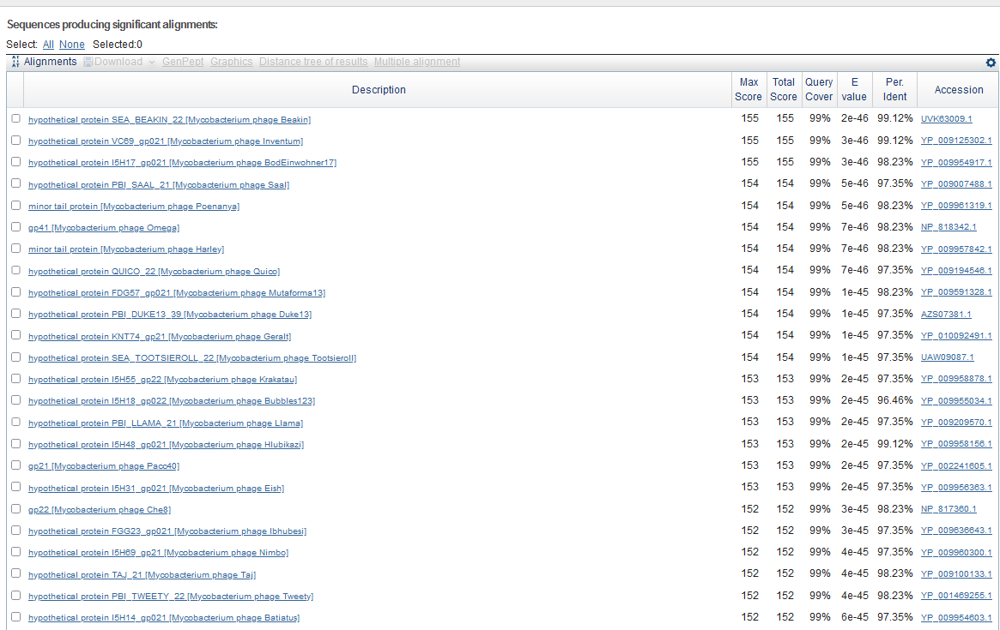 Sequences producing significant alignments:
Select: All None Selected:0
Alignments Download GenPept Graphics Distance tree of results Multiple alignment
Description Max Score Total Score Query Cover E value Per. Ident Accession
hypothetical protein SEA_BEAKIN_22 [Mycobacterium phage Beakin] 155 155 99% 2e-46 99.12% UVK63009.1
hypothetical protein VC69_gp021 [Mycobacterium phage Inventum] 155 155 99% 3e-46 99.12% YP_009125302.1
hypothetical protein I5H17_gp021 [Mycobacterium phage BodEinwohner17] 155 155 99% 3e-46 98.23% YP_009954917.1
hypothetical protein PBI_SAAL_21 [Mycobacterium phage Saal] 154 154 99% 5e-46 97.35% YP_009007488.1
minor tail protein [Mycobacterium phage Poenanya] 154 154 99% 5e-46 98.23% YP_009961319.1
gp41 [Mycobacterium phage Omega] 154 154 99% 7e-46 98.23% NP_818342.1
minor tail protein [Mycobacterium phage Harley] 154 154 99% 7e-46 98.23% YP_009957842.1
hypothetical protein QUICO_22 [Mycobacterium phage Quico] 154 154 99% 7e-46 97.35% YP_009194546.1
hypothetical protein FDG57_gp021 [Mycobacterium phage Mutaforma13] 154 154 99% 1e-45 98.23% YP_009591328.1
hypothetical protein PBI_DUKE13_39 [Mycobacterium phage Duke13] 154 154 99% 1e-45 97.35% AZS07381.1
hypothetical protein KNT74_gp21 [Mycobacterium phage Geralt] 154 154 99% 1e-45 97.35% YP_010092491.1
hypothetical protein SEA_TOOTSIEROLL_22 [Mycobacterium phage Tootsieroll] 154 154 99% 1e-45 97.35% UAW09087.1
hypothetical protein I5H55_gp22 [Mycobacterium phage Krakatau] 153 153 99% 2e-45 97.35% YP_009958878.1
hypothetical protein I5H18_gp022 [Mycobacterium phage Bubbles123] 153 153 99% 2e-45 96.46% YP_009955034.1
hypothetical protein PBI_LLAMA_21 [Mycobacterium phage Llama] 153 153 99% 2e-45 97.35% YP_009209570.1
hypothetical protein I5H48_gp021 [Mycobacterium phage Hlubikazi] 153 153 99% 2e-45 99.12% YP_009958156.1
gp21 [Mycobacterium phage Pacc40] 153 153 99% 2e-45 97.35% YP_002241605.1
hypothetical protein I5H31_gp021 [Mycobacterium phage Eish] 153 153 99% 2e-45 97.35% YP_009956363.1
gp22 [Mycobacterium phage Che8] 152 152 99% 3e-45 98.23% NP_817360.1
hypothetical protein FGG23_gp021 [Mycobacterium phage Ibhubesi] 152 152 99% 3e-45 97.35% YP_009636643.1
hypothetical protein I5H69_gp21 [Mycobacterium phage Nimbo] 152 152 99% 4e-45 97.35% YP_009960300.1
hypothetical protein TAJ_21 [Mycobacterium phage Taj] 152 152 99% 4e-45 98.23% YP_009100133.1
hypothetical protein PBI_TWEETY_22 [Mycobacterium phage Tweety] 152 152 99% 4e-45 98.23% YP_001469255.1
hypothetical protein I5H14_gp021 [Mycobacterium phage Batiatus] 152 152 99% 6e-45 97.35% YP_009954603.1